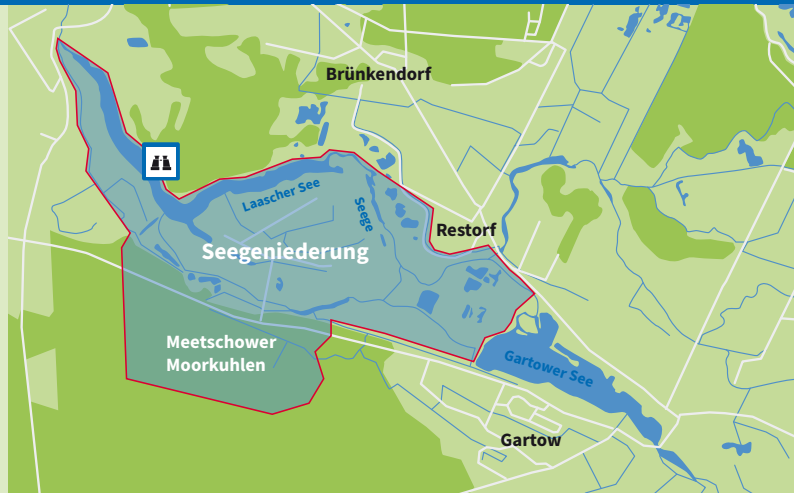 Brünkendorf
Laascher See
Seege
Restorf
Seegeniederung
Meetschower
Moorkuhlen
Gartower See
Gartow